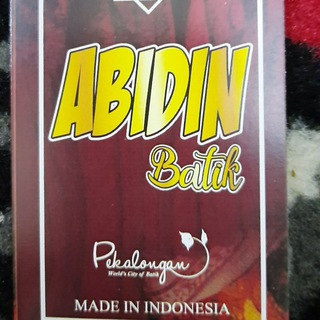 ABIDIN
Batik
Pekalongan
World's City of Batik
MADE IN INDONESIA